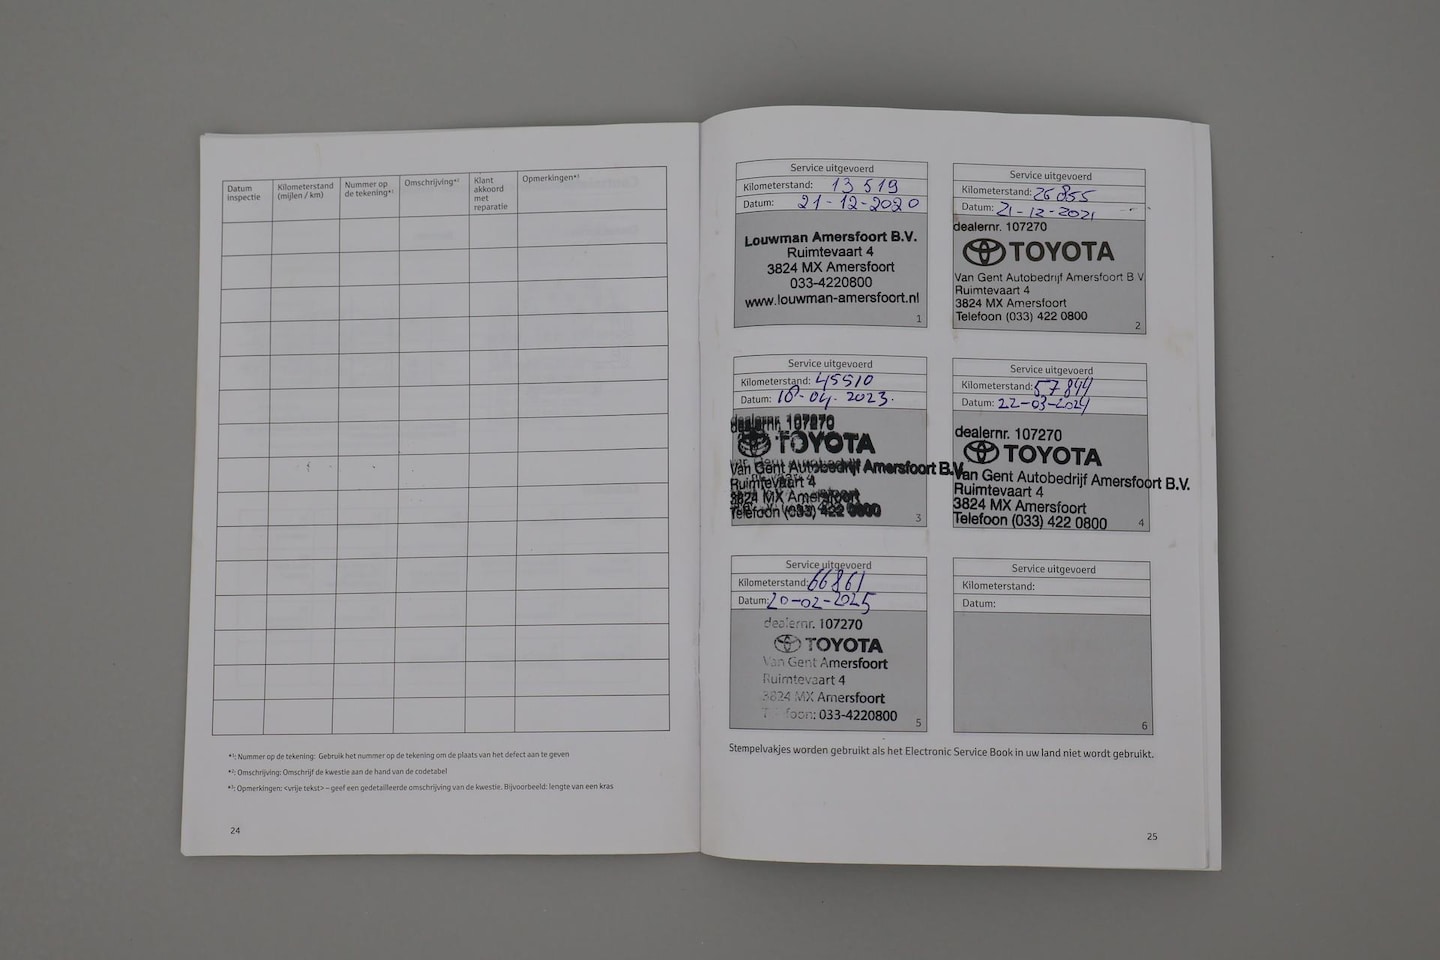 Datum
inspectie
Kilometerstand
(mijlen / km)
Nummer op
de tekening*¹
Omschrijving*²
Klant
akkoord
met
reparatie
Opmerkingen*³
*¹: Nummer op de tekening: Gebruik het nummer op de tekening om de plaats van het defect aan te geven
*²: Omschrijving: Omschrijf de kwestie aan de hand van de codetabel
*³: Opmerkingen: <vrije tekst> – geef een gedetailleerde omschrijving van de kwestie. Bijvoorbeeld: lengte van een kras
24
Service uitgevoerd
Kilometerstand: 13 519
Datum: 21-12-2020
Louwman Amersfoort B.V.
Ruimtevaart 4
3824 MX Amersfoort
033-4220800
www.louwman-amersfoort.nl
1
Service uitgevoerd
Kilometerstand: 26 855
Datum: 21-12-2021
dealernr. 107270
TOYOTA
Van Gent Autobedrijf Amersfoort B V
Ruimtevaart 4
3824 MX Amersfoort
Telefoon (033) 422 0800
2
Service uitgevoerd
Kilometerstand: 45510
Datum: 18-04-2023.
dealernr. 107270
TOYOTA
Van Gent Autobedrijf Amersfoort B.V.
Ruimtevaart 4
3824 MX Amersfoort
Telefoon (033) 422 0800
3
Service uitgevoerd
Kilometerstand: 57844
Datum: 22-03-2024
dealernr. 107270
TOYOTA
Van Gent Autobedrijf Amersfoort B.V.
Ruimtevaart 4
3824 MX Amersfoort
Telefoon (033) 422 0800
4
Service uitgevoerd
Kilometerstand: 66861
Datum: 20-02-2025
dealernr. 107270
TOYOTA
Van Gent Amersfoort
Ruimtevaart 4
3824 MX Amersfoort
Telefoon: 033-4220800
5
Service uitgevoerd
Kilometerstand:
Datum:
6
Stempelvakjes worden gebruikt als het Electronic Service Book in uw land niet wordt gebruikt.
25